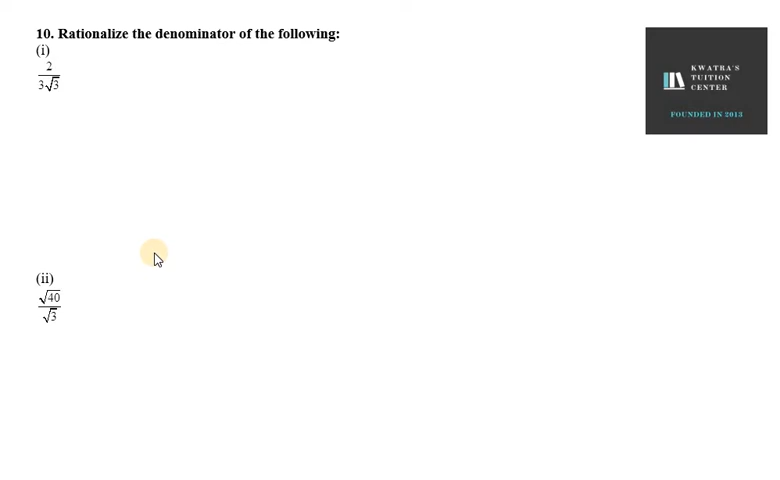 10. Rationalize the denominator of the following:
(i)
2
3√3
KWATRA'S
TUITION
CENTER
FOUNDED IN 2013
(ii)
√40
√3